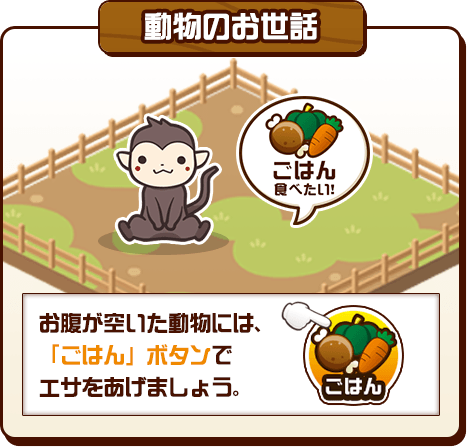 動物のお世話
ごはん
食べたい!
お腹が空いた動物には、
「ごはん」ボタンで
エサをあげましょう。
ごはん